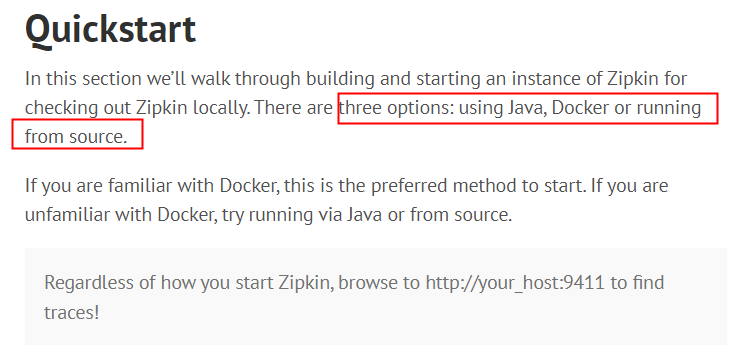 Quickstart
In this section we’ll walk through building and starting an instance of Zipkin for
checking out Zipkin locally. There are three options: using Java, Docker or running
from source.
If you are familiar with Docker, this is the preferred method to start. If you are
unfamiliar with Docker, try running via Java or from source.
Regardless of how you start Zipkin, browse to http://your_host:9411 to find
traces!